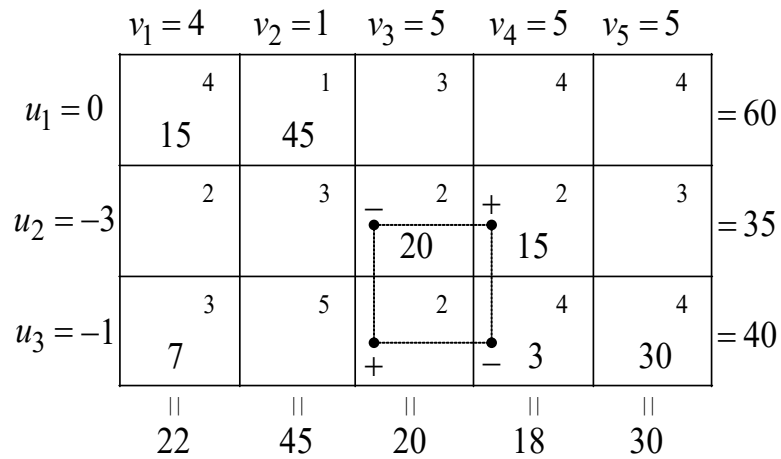 v₁ = 4 v₂ = 1 v₃ = 5 v₄ = 5 v₅ = 5
4 1 3 4 4
u₁ = 0 15 45 = 60
2 3 2 2 3
− +
u₂ = −3 20 15 = 35
3 5 2 4 4
u₃ = −1 7 + − 3 30 = 40
= = = = =
22 45 20 18 30